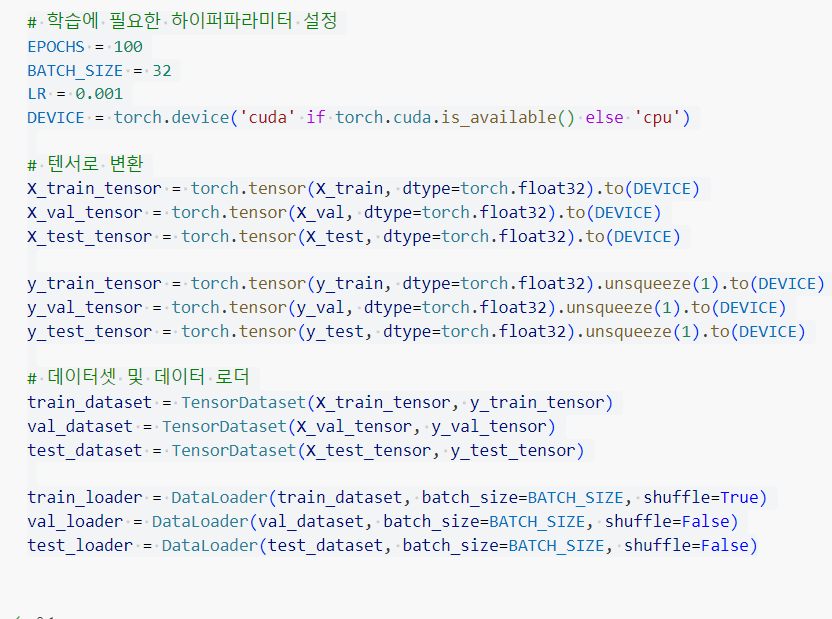 # 학습에 필요한 하이퍼파라미터 설정
EPOCHS = 100
BATCH_SIZE = 32
LR = 0.001
DEVICE = torch.device('cuda' if torch.cuda.is_available() else 'cpu')
# 텐서로 변환
X_train_tensor = torch.tensor(X_train, dtype=torch.float32).to(DEVICE)
X_val_tensor = torch.tensor(X_val, dtype=torch.float32).to(DEVICE)
X_test_tensor = torch.tensor(X_test, dtype=torch.float32).to(DEVICE)
y_train_tensor = torch.tensor(y_train, dtype=torch.float32).unsqueeze(1).to(DEVICE)
y_val_tensor = torch.tensor(y_val, dtype=torch.float32).unsqueeze(1).to(DEVICE)
y_test_tensor = torch.tensor(y_test, dtype=torch.float32).unsqueeze(1).to(DEVICE)
# 데이터셋 및 데이터 로더
train_dataset = TensorDataset(X_train_tensor, y_train_tensor)
val_dataset = TensorDataset(X_val_tensor, y_val_tensor)
test_dataset = TensorDataset(X_test_tensor, y_test_tensor)
train_loader = DataLoader(train_dataset, batch_size=BATCH_SIZE, shuffle=True)
val_loader = DataLoader(val_dataset, batch_size=BATCH_SIZE, shuffle=False)
test_loader = DataLoader(test_dataset, batch_size=BATCH_SIZE, shuffle=False)